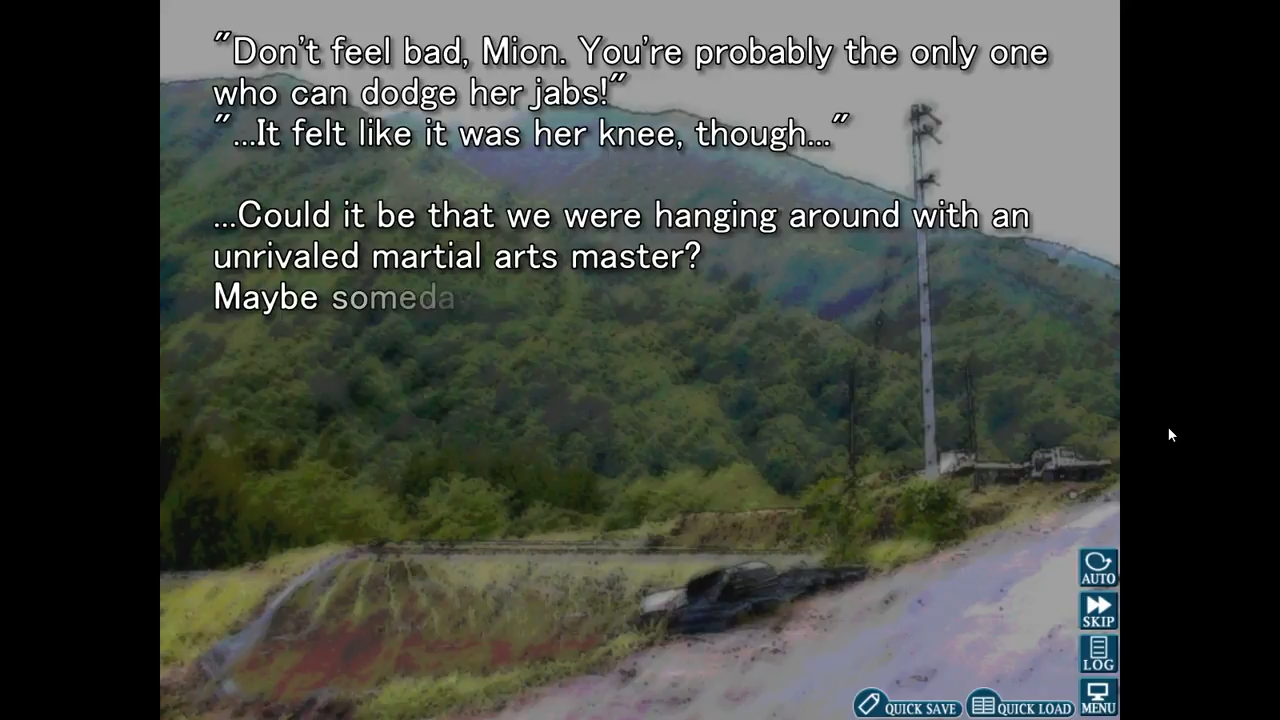 "Don't feel bad, Mion. You're probably the only one
who can dodge her jabs!"
"...It felt like it was her knee, though..."
...Could it be that we were hanging around with an
unrivaled martial arts master?
Maybe someda
AUTO
SKIP
LOG
MENU
QUICK SAVE
QUICK LOAD